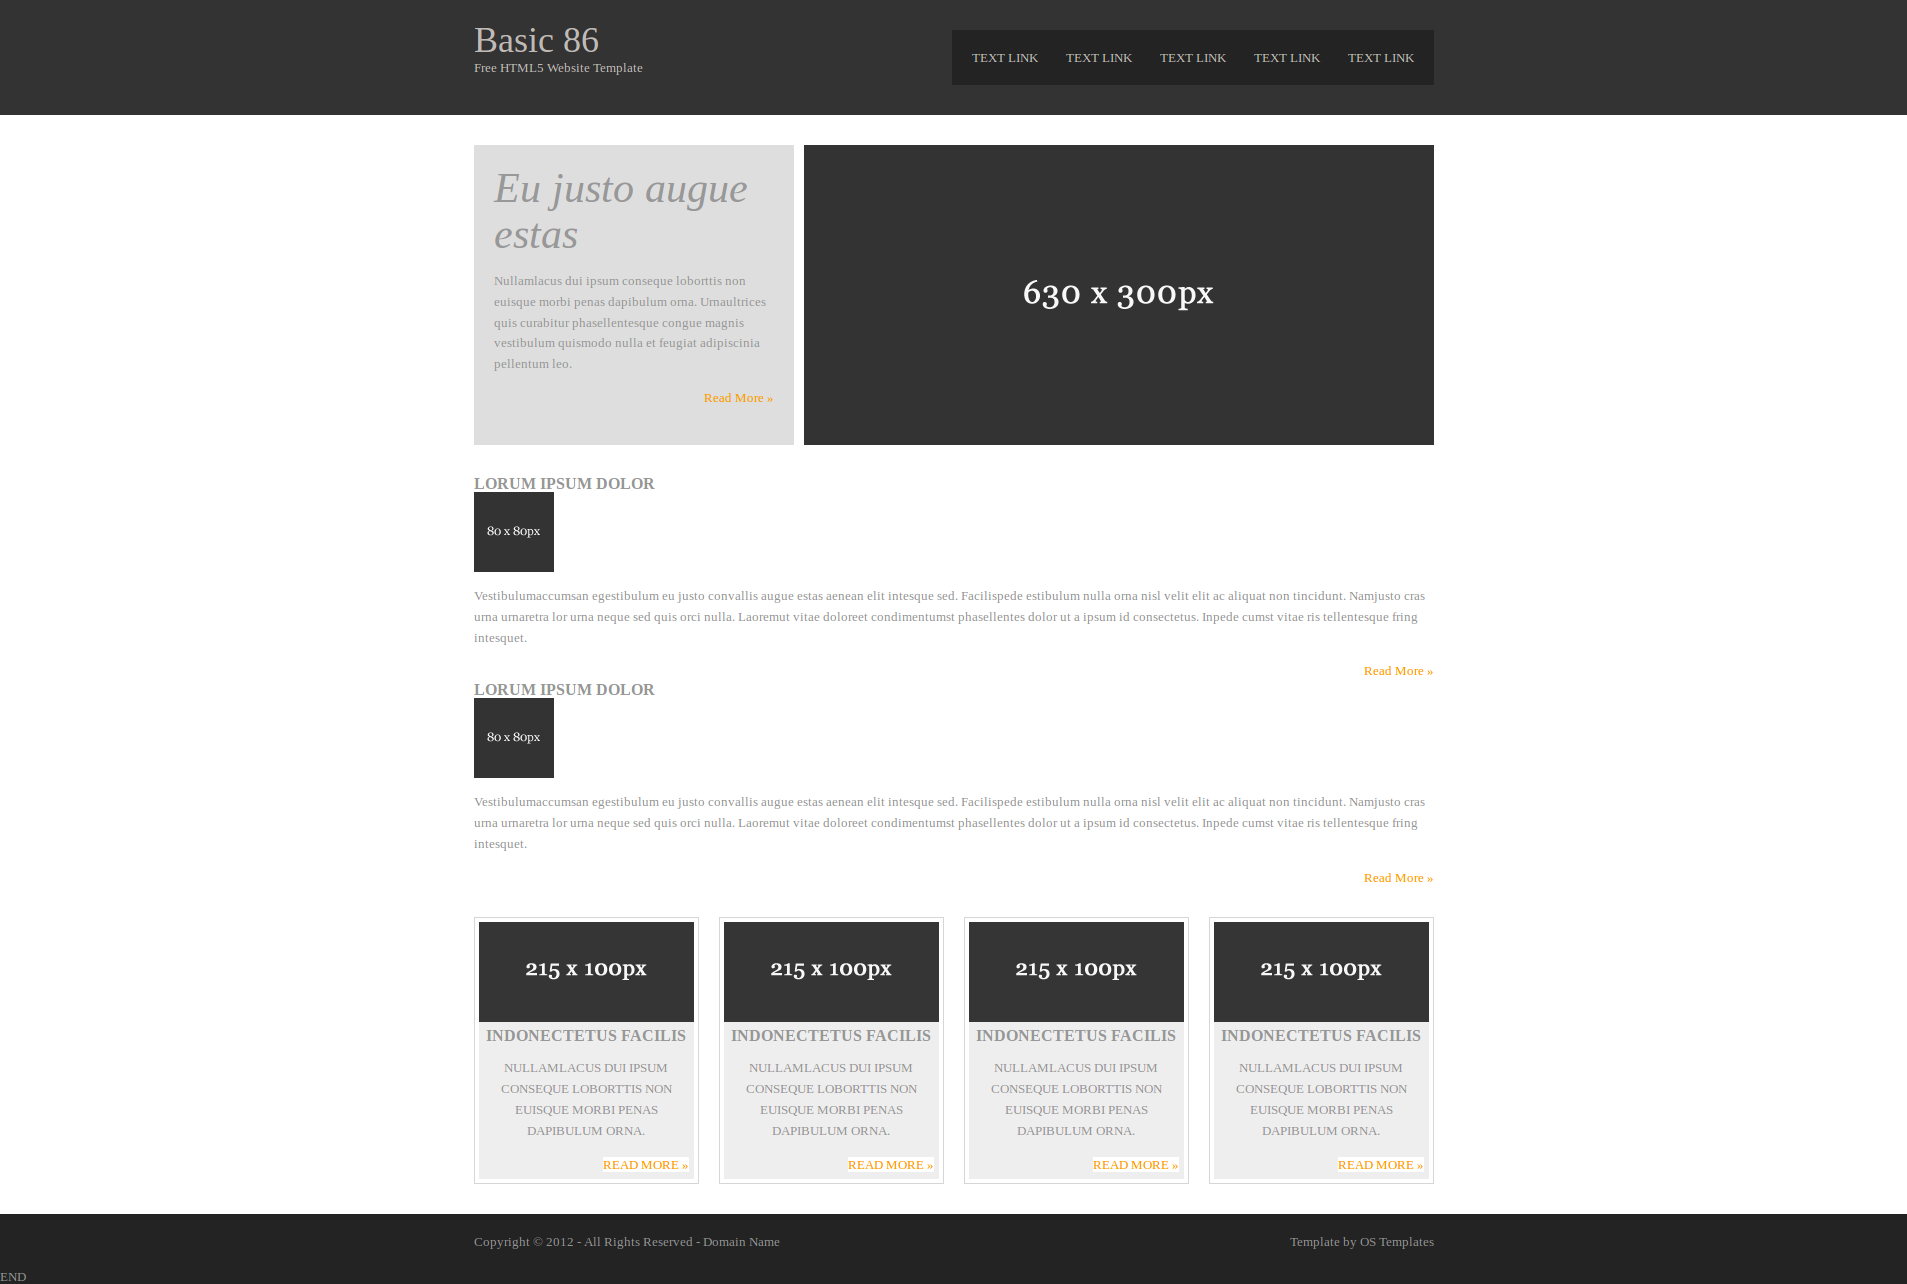 Basic 86
Free HTML5 Website Template
TEXT LINK TEXT LINK TEXT LINK TEXT LINK TEXT LINK
Eu justo augue
estas
Nullamlacus dui ipsum conseque loborttis non
euisque morbi penas dapibulum orna. Urnaultrices
quis curabitur phasellentesque congue magnis
vestibulum quismodo nulla et feugiat adipiscinia
pellentum leo.
Read More »
630 x 300px
LORUM IPSUM DOLOR
80 x 80px
Vestibulumaccumsan egestibulum eu justo convallis augue estas aenean elit intesque sed. Facilispede estibulum nulla orna nisl velit elit ac aliquat non tincidunt. Namjusto cras
urna urnaretra lor urna neque sed quis orci nulla. Laoremut vitae doloreet condimentumst phasellentes dolor ut a ipsum id consectetus. Inpede cumst vitae ris tellentesque fring
intesquet.
Read More »
LORUM IPSUM DOLOR
80 x 80px
Vestibulumaccumsan egestibulum eu justo convallis augue estas aenean elit intesque sed. Facilispede estibulum nulla orna nisl velit elit ac aliquat non tincidunt. Namjusto cras
urna urnaretra lor urna neque sed quis orci nulla. Laoremut vitae doloreet condimentumst phasellentes dolor ut a ipsum id consectetus. Inpede cumst vitae ris tellentesque fring
intesquet.
Read More »
215 x 100px
INDONECTETUS FACILIS
NULLAMLACUS DUI IPSUM
CONSEQUE LOBORTTIS NON
EUISQUE MORBI PENAS
DAPIBULUM ORNA.
READ MORE »
215 x 100px
INDONECTETUS FACILIS
NULLAMLACUS DUI IPSUM
CONSEQUE LOBORTTIS NON
EUISQUE MORBI PENAS
DAPIBULUM ORNA.
READ MORE »
215 x 100px
INDONECTETUS FACILIS
NULLAMLACUS DUI IPSUM
CONSEQUE LOBORTTIS NON
EUISQUE MORBI PENAS
DAPIBULUM ORNA.
READ MORE »
215 x 100px
INDONECTETUS FACILIS
NULLAMLACUS DUI IPSUM
CONSEQUE LOBORTTIS NON
EUISQUE MORBI PENAS
DAPIBULUM ORNA.
READ MORE »
Copyright © 2012 - All Rights Reserved - Domain Name
Template by OS Templates
END